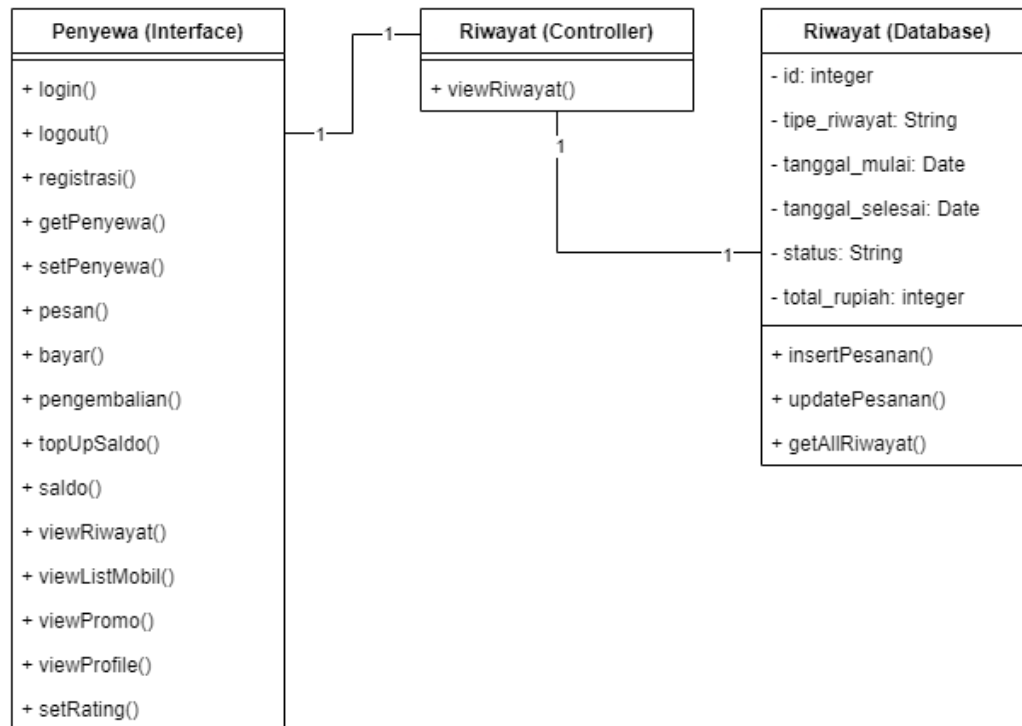 Penyewa (Interface)
+ login()
+ logout()
+ registrasi()
+ getPenyewa()
+ setPenyewa()
+ pesan()
+ bayar()
+ pengembalian()
+ topUpSaldo()
+ saldo()
+ viewRiwayat()
+ viewListMobil()
+ viewPromo()
+ viewProfile()
+ setRating()
1
1
Riwayat (Controller)
+ viewRiwayat()
1
1
Riwayat (Database)
- id: integer
- tipe_riwayat: String
- tanggal_mulai: Date
- tanggal_selesai: Date
- status: String
- total_rupiah: integer
+ insertPesanan()
+ updatePesanan()
+ getAllRiwayat()